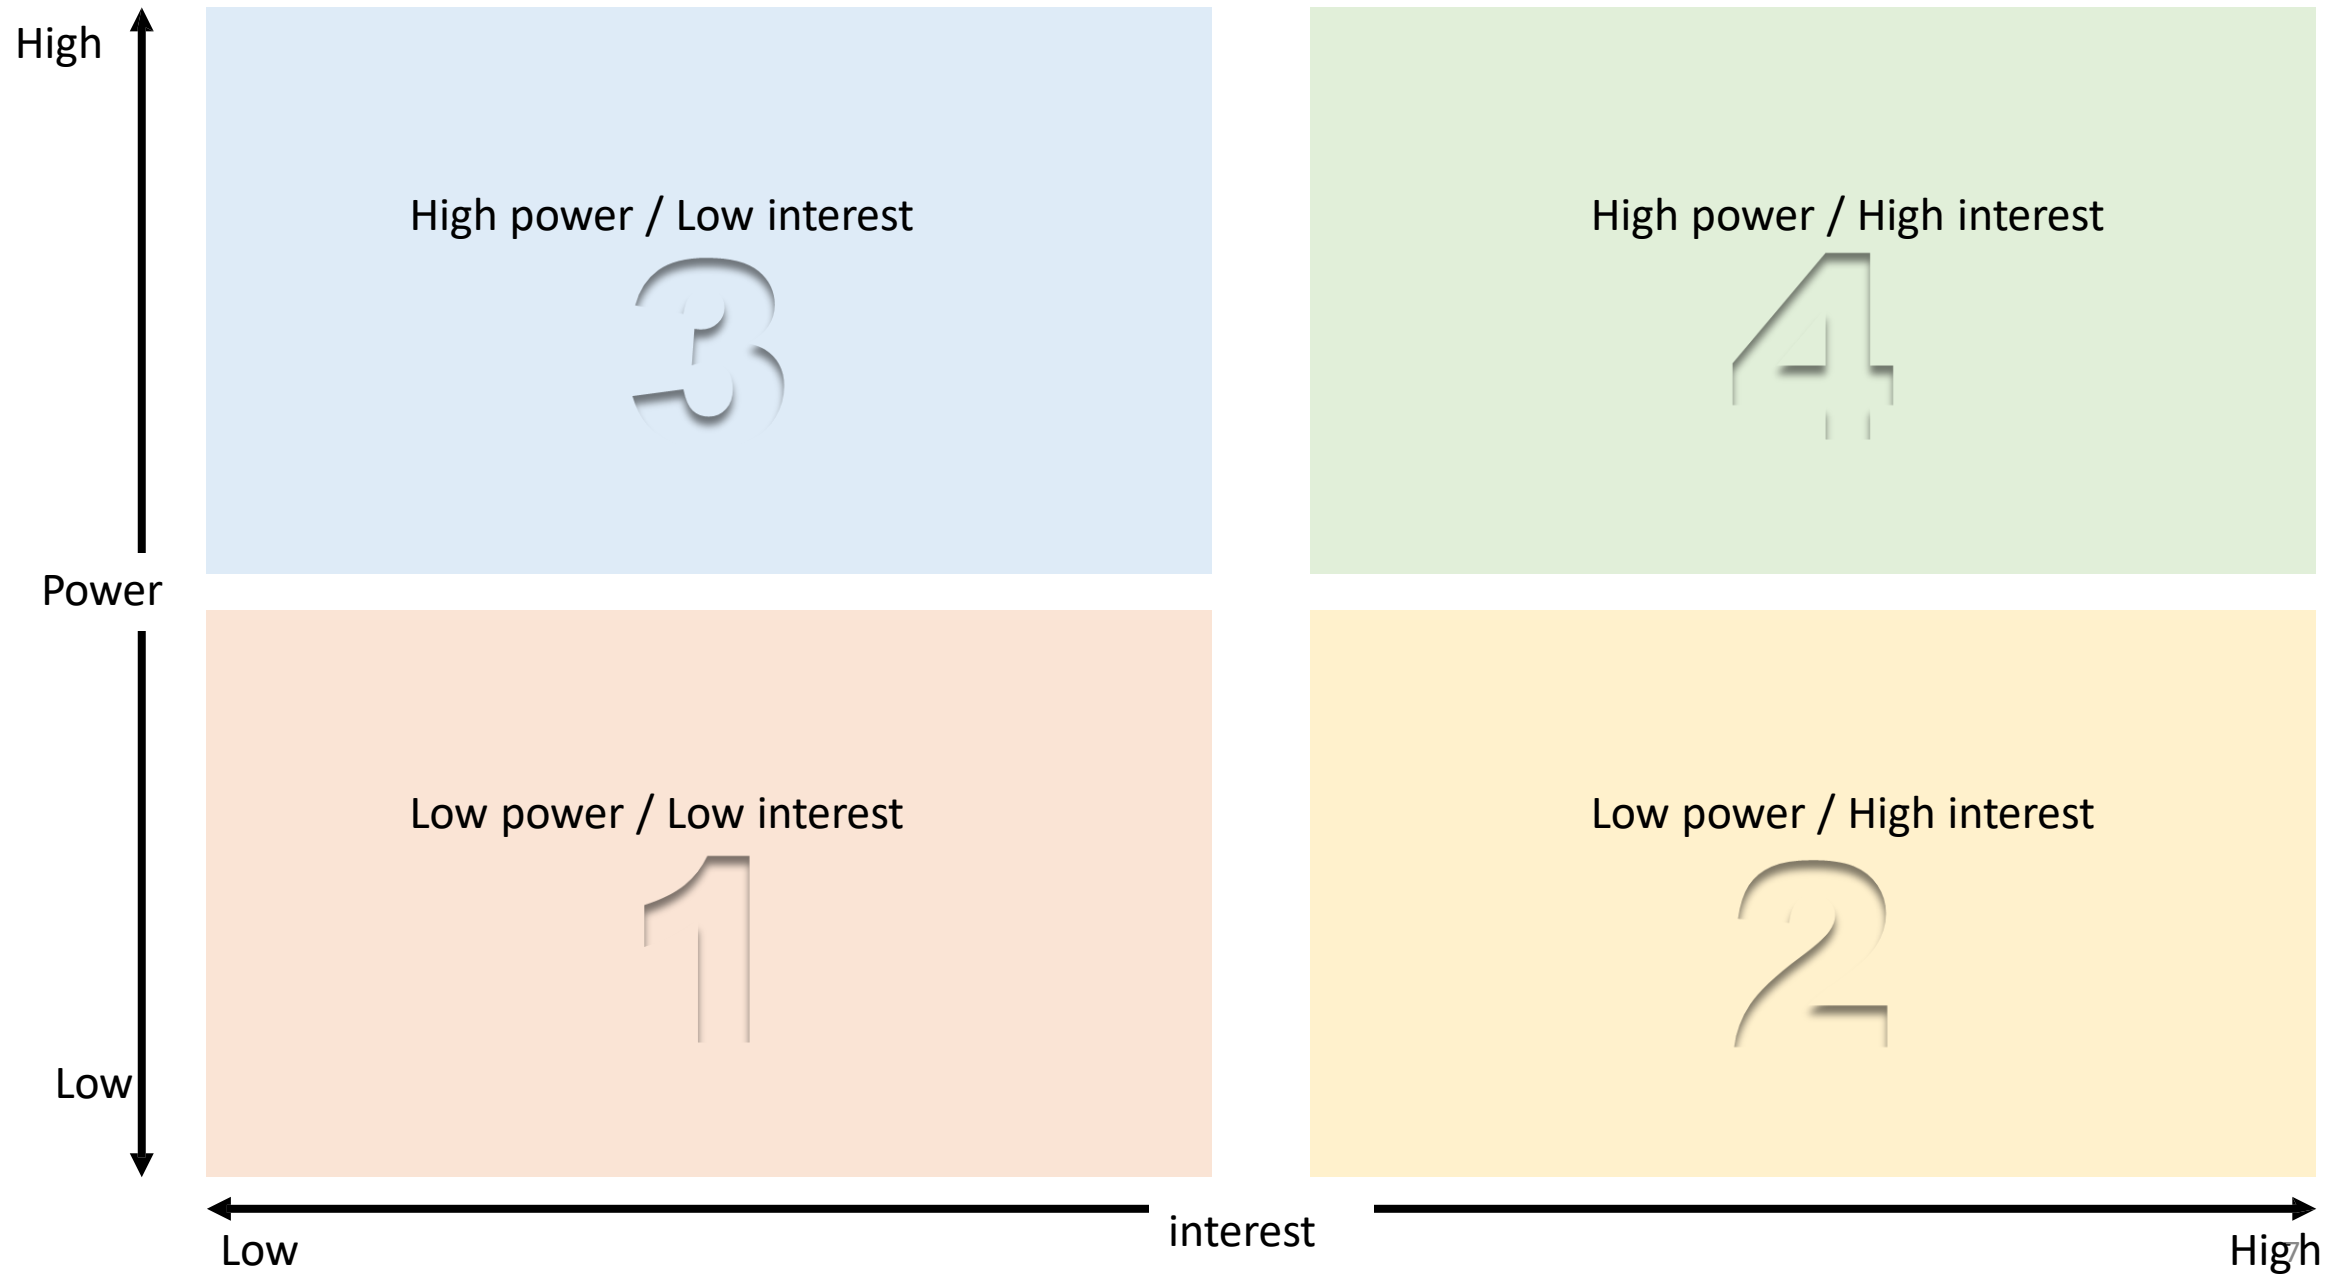 High
High power / Low interest
3
High power / High interest
4
Power
Low power / Low interest
1
Low power / High interest
2
Low
interest
Low
High
7